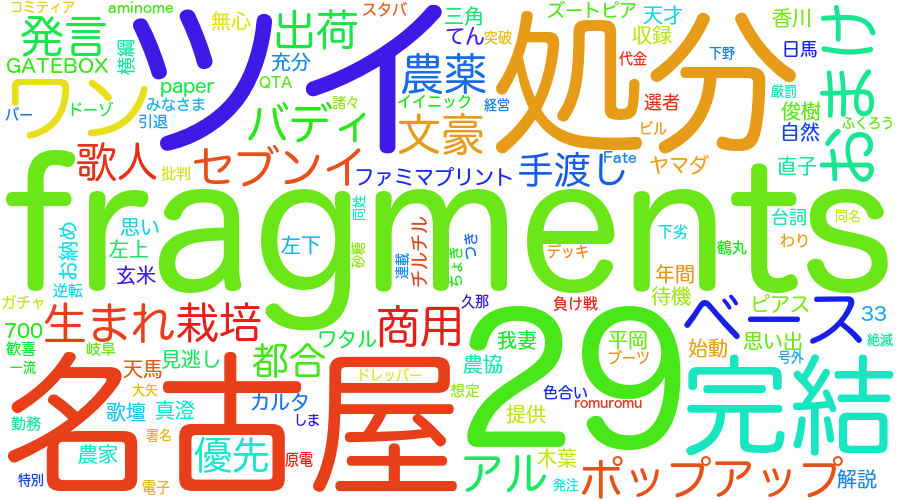 コミティア aminome
発言 ツイ 無心 出荷 スタバ 三角 てん ズートピア 天才 香川
GATEBOX 横綱 充分 農薬 突破 処分 収録 代金 下野 日馬 おまけ
ワン QTA paper
バー ドーゾ みなさま 引退 バディ 諸々 イイニック 経営 文豪 選者 ビル 厳罰 俊樹 自然 ふくろう
歌人 批判 セブンイ ファミマプリント 手渡し Fate ヤマダ 直子
fragments
お納め 思い 左上 玄米 逆転 左下 同姓 砂糖 連載 チルチル ちょき つき デッキ 下劣 鶴丸 台詞 わり 同名
ガチャ 久那 負け戦 年間 待機 ピアス 33
700 生まれ 栽培 ワタル 商用 29 我妻 平岡 ブーツ ベース 始動 思い出 号外 絶滅
歓喜 一流 岐阜 天馬 見逃し 都合 農協
名古屋 大矢 ドレッパー 想定 色合い romuromu 完結
勤務 歌壇 真澄 カルタ しま 提供
署名 農家 優先 原電 アル 木葉 ポップアップ 解説
特別 電子 発注